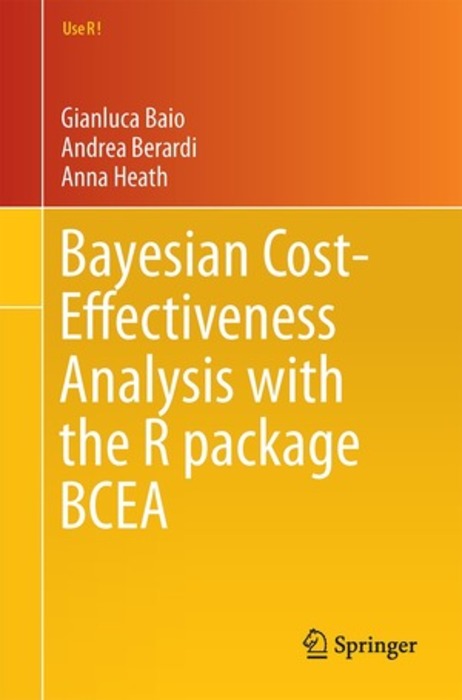 Use R!
Gianluca Baio
Andrea Berardi
Anna Heath
Bayesian Cost-
Effectiveness
Analysis with
the R package
BCEA
Springer